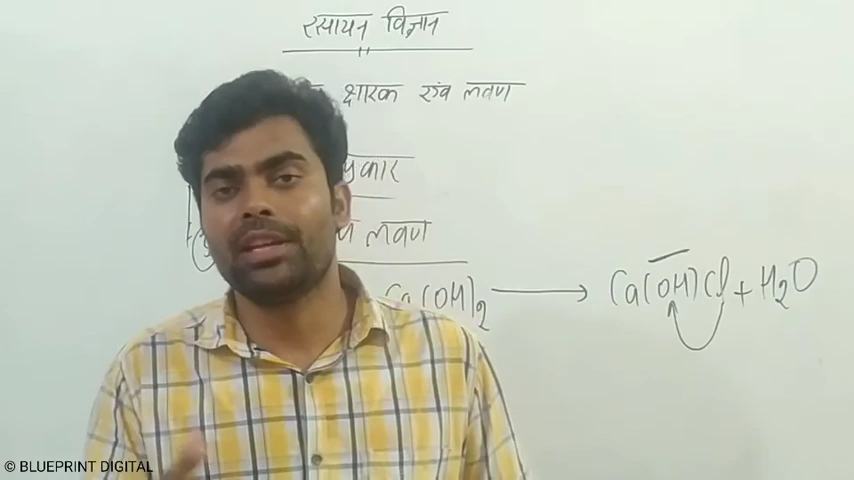 रसायन विज्ञान
क्षारक एवं लवण
प्रकार
लवण
Ca(OH)₂ ⟶ Ca(OH)Cl + H₂O
© BLUEPRINT DIGITAL